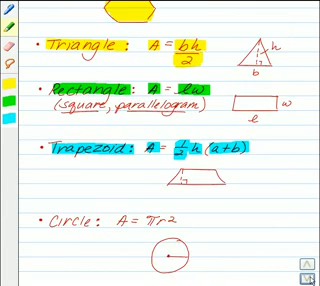 • Triangle: A = bh/2
h
b
• Rectangle: A = lw
(square, parallelogram)
w
l
• Trapezoid: A = 1/2 h (a+b)
• Circle: A = πr²